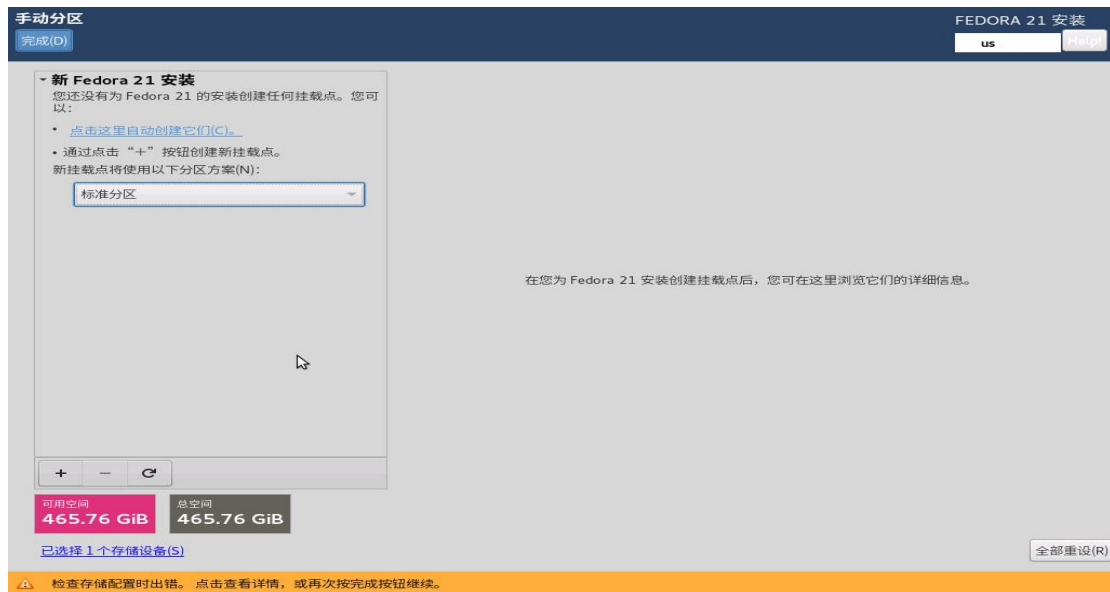 手动分区
FEDORA 21 安装
完成(D)
us
Help!
新 Fedora 21 安装
您还没有为 Fedora 21 的安装创建任何挂载点。您可
以:
• 点击这里自动创建它们(C)。
• 通过点击“+”按钮创建新挂载点。
新挂载点将使用以下分区方案(N):
标准分区
在您为 Fedora 21 安装创建挂载点后，您可在这里浏览它们的详细信息。
+ −
可用空间
465.76 GiB
总空间
465.76 GiB
已选择 1 个存储设备(S)
全部重设(R)
检查存储配置时出错。 点击查看详情，或再次按完成按钮继续。